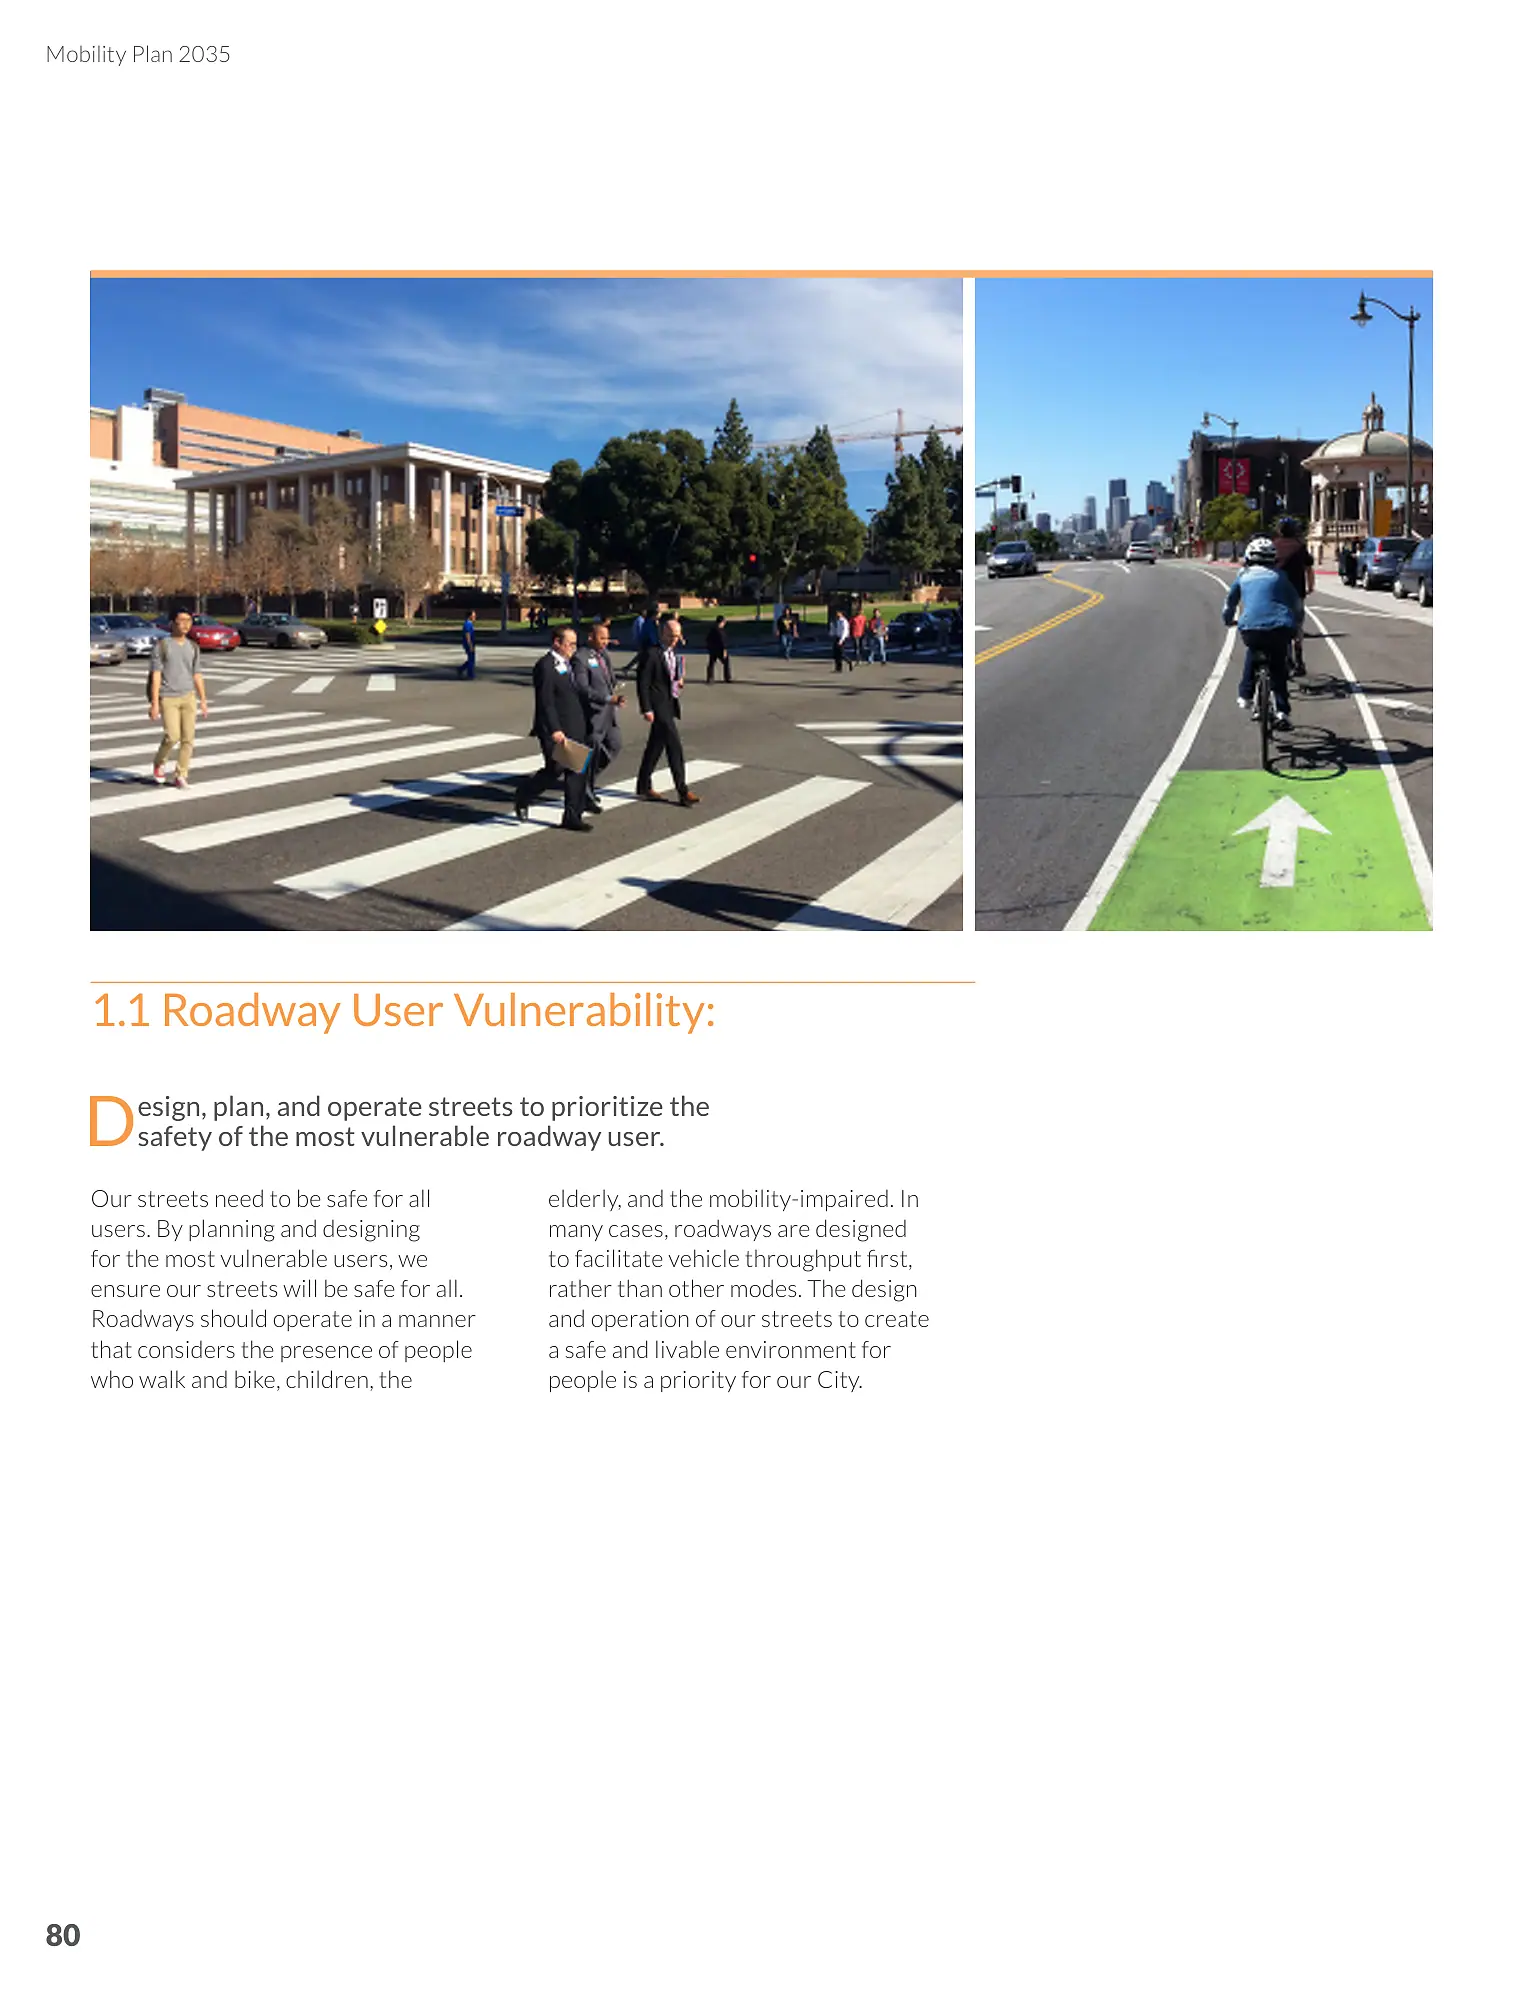 Mobility Plan 2035
1.1 Roadway User Vulnerability:
Design, plan, and operate streets to prioritize the
safety of the most vulnerable roadway user.
Our streets need to be safe for all
users. By planning and designing
for the most vulnerable users, we
ensure our streets will be safe for all.
Roadways should operate in a manner
that considers the presence of people
who walk and bike, children, the
elderly, and the mobility-impaired. In
many cases, roadways are designed
to facilitate vehicle throughput first,
rather than other modes. The design
and operation of our streets to create
a safe and livable environment for
people is a priority for our City.
80